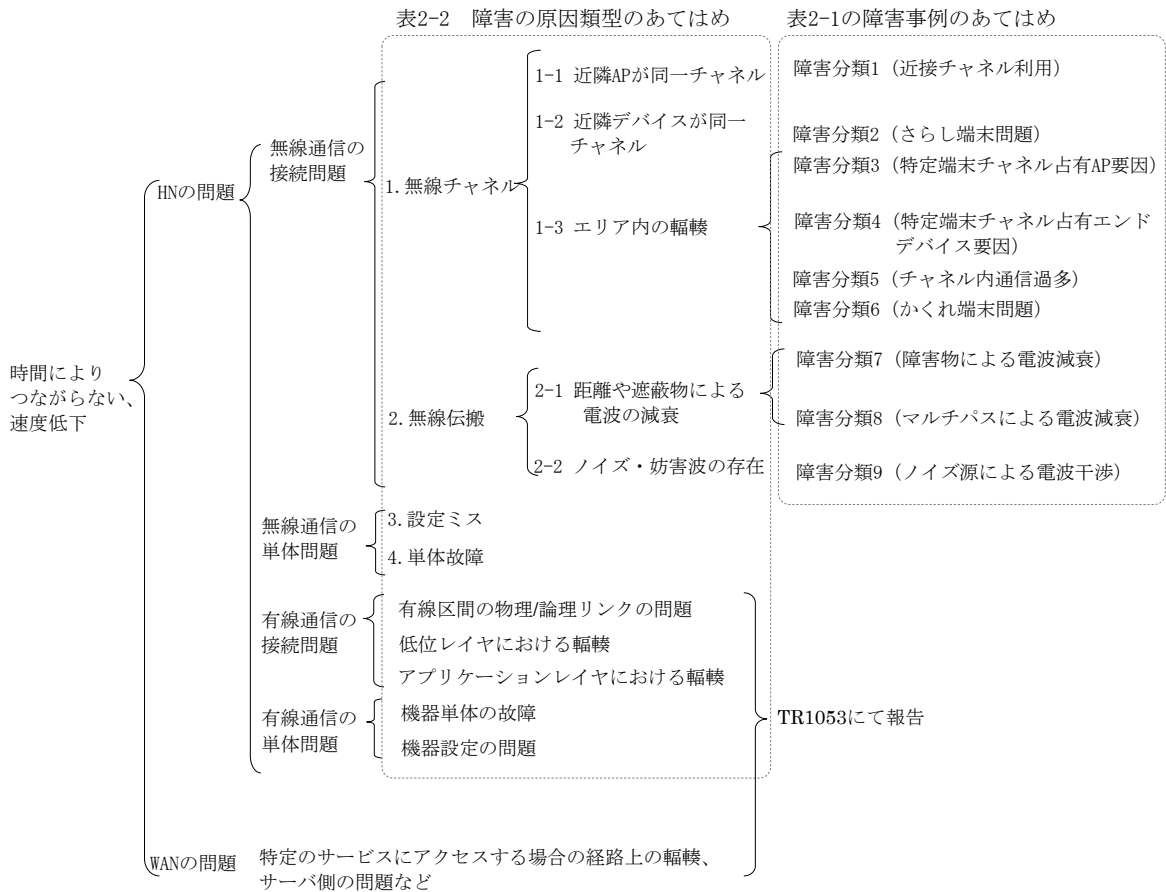 表2-2　障害の原因類型のあてはめ
表2-1の障害事例のあてはめ
時間により
つながらない、
速度低下
HNの問題
無線通信の
接続問題
1.無線チャネル
1-1 近隣APが同一チャネル
1-2 近隣デバイスが同一
チャネル
1-3 エリア内の輻輳
障害分類1（近接チャネル利用）
障害分類2（さらし端末問題）
障害分類3（特定端末チャネル占有AP要因）
障害分類4（特定端末チャネル占有エンド
デバイス要因）
障害分類5（チャネル内通信過多）
障害分類6（かくれ端末問題）
2.無線伝搬
2-1 距離や遮蔽物による
電波の減衰
2-2 ノイズ・妨害波の存在
障害分類7（障害物による電波減衰）
障害分類8（マルチパスによる電波減衰）
障害分類9（ノイズ源による電波干渉）
無線通信の
単体問題
3.設定ミス
4.単体故障
有線通信の
接続問題
有線区間の物理/論理リンクの問題
低位レイヤにおける輻輳
アプリケーションレイヤにおける輻輳
有線通信の
単体問題
機器単体の故障
機器設定の問題
TR1053にて報告
WANの問題
特定のサービスにアクセスする場合の経路上の輻輳、
サーバ側の問題など